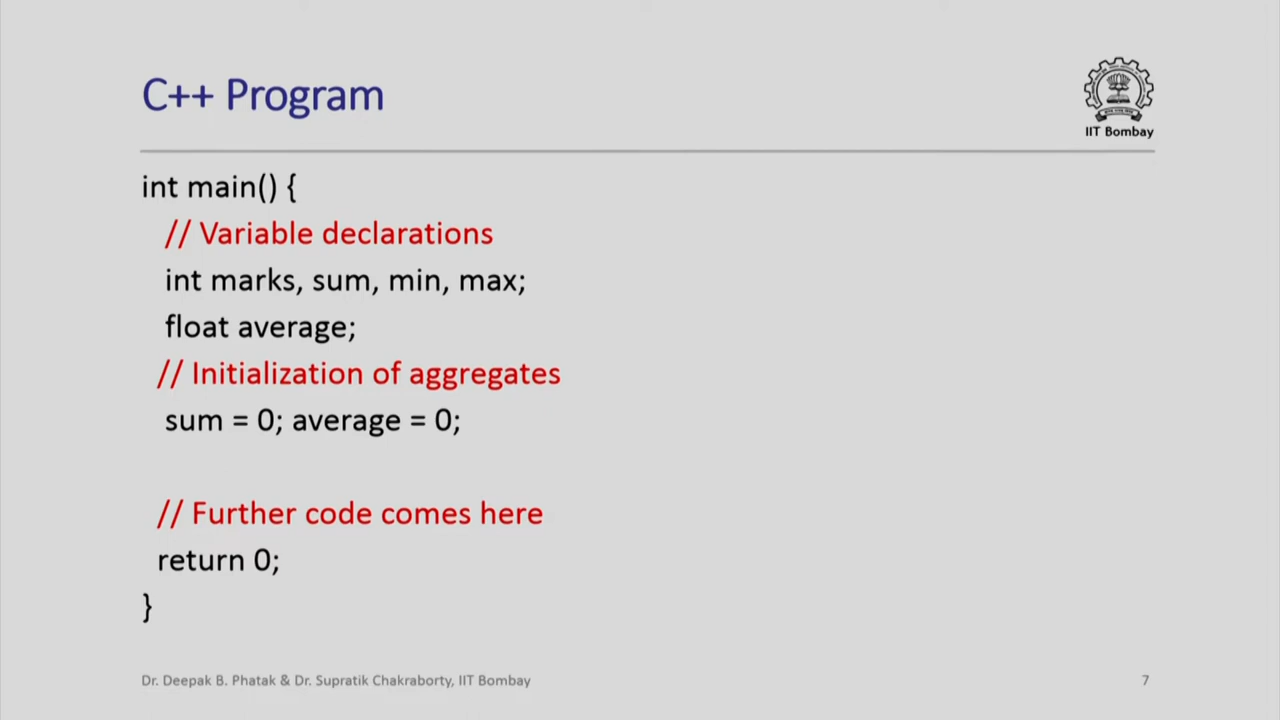 C++ Program
IIT Bombay
int main() {
// Variable declarations
int marks, sum, min, max;
float average;
// Initialization of aggregates
sum = 0; average = 0;
// Further code comes here
return 0;
}
Dr. Deepak B. Phatak & Dr. Supratik Chakraborty, IIT Bombay
7